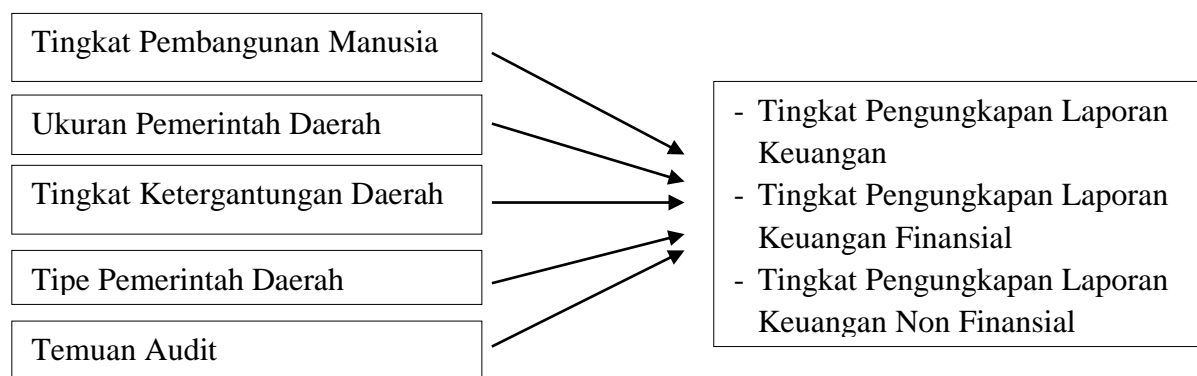 Tingkat Pembangunan Manusia
Ukuran Pemerintah Daerah
Tingkat Ketergantungan Daerah
Tipe Pemerintah Daerah
Temuan Audit
- Tingkat Pengungkapan Laporan
Keuangan
- Tingkat Pengungkapan Laporan
Keuangan Finansial
- Tingkat Pengungkapan Laporan
Keuangan Non Finansial